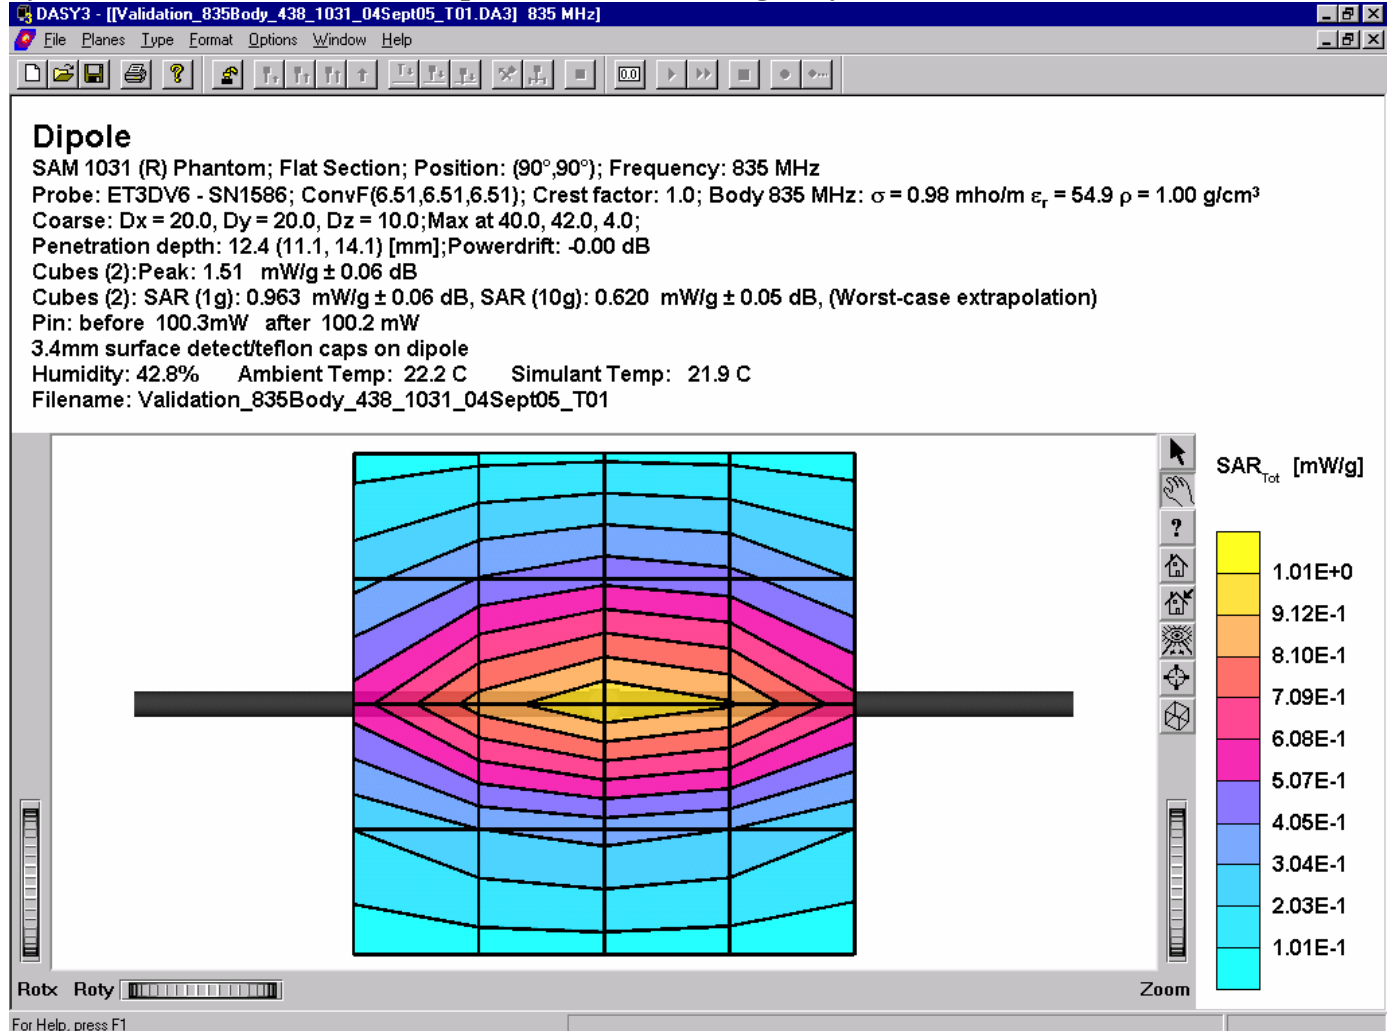 DASY3 - [[Validation_835Body_438_1031_04Sept05_T01.DA3]  835 MHz]
File Planes Type Format Options Window Help
0.0
Dipole
SAM 1031 (R) Phantom; Flat Section; Position: (90°,90°); Frequency: 835 MHz
Probe: ET3DV6 - SN1586; ConvF(6.51,6.51,6.51); Crest factor: 1.0; Body 835 MHz: σ = 0.98 mho/m εr = 54.9 ρ = 1.00 g/cm³
Coarse: Dx = 20.0, Dy = 20.0, Dz = 10.0;Max at 40.0, 42.0, 4.0;
Penetration depth: 12.4 (11.1, 14.1) [mm];Powerdrift: -0.00 dB
Cubes (2):Peak: 1.51 mW/g ± 0.06 dB
Cubes (2): SAR (1g): 0.963 mW/g ± 0.06 dB, SAR (10g): 0.620 mW/g ± 0.05 dB, (Worst-case extrapolation)
Pin: before 100.3mW after 100.2 mW
3.4mm surface detect/teflon caps on dipole
Humidity: 42.8% Ambient Temp: 22.2 C Simulant Temp: 21.9 C
Filename: Validation_835Body_438_1031_04Sept05_T01
SARTot [mW/g]
1.01E+0
9.12E-1
8.10E-1
7.09E-1
6.08E-1
5.07E-1
4.05E-1
3.04E-1
2.03E-1
1.01E-1
Rotx Roty Zoom
For Help, press F1